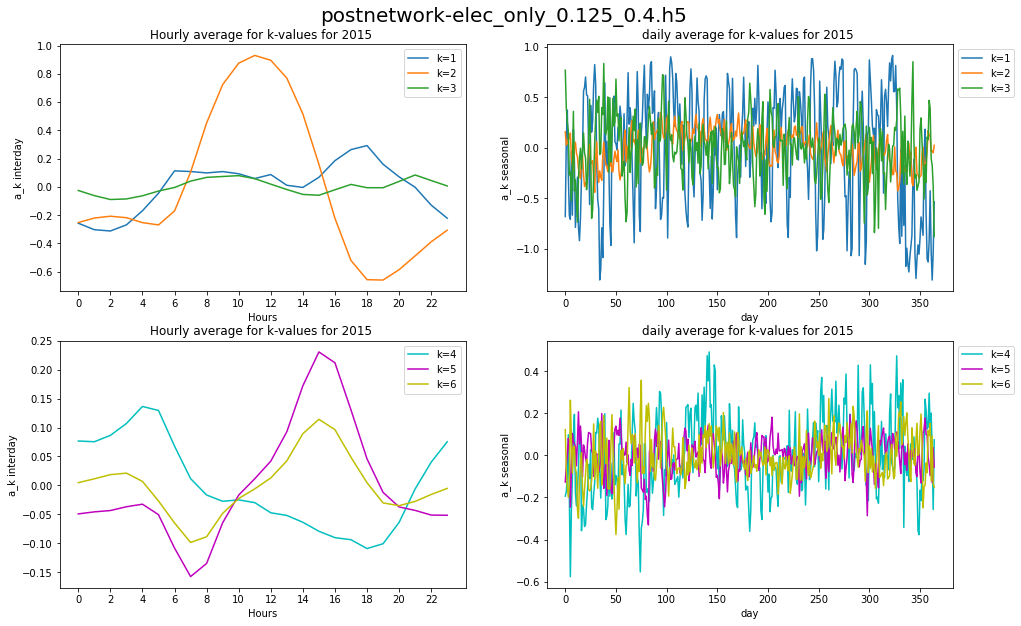 postnetwork-elec_only_0.125_0.4.h5
Hourly average for k-values for 2015
1.0
0.8
0.6
0.4
0.2
0.0
−0.2
−0.4
−0.6
a_k interday
0 2 4 6 8 10 12 14 16 18 20 22
Hours
k=1
k=2
k=3
daily average for k-values for 2015
1.0
0.5
0.0
−0.5
−1.0
a_k seasonal
0 50 100 150 200 250 300 350
day
k=1
k=2
k=3
Hourly average for k-values for 2015
0.25
0.20
0.15
0.10
0.05
0.00
−0.05
−0.10
−0.15
a_k interday
0 2 4 6 8 10 12 14 16 18 20 22
Hours
k=4
k=5
k=6
daily average for k-values for 2015
0.4
0.2
0.0
−0.2
−0.4
−0.6
a_k seasonal
0 50 100 150 200 250 300 350
day
k=4
k=5
k=6